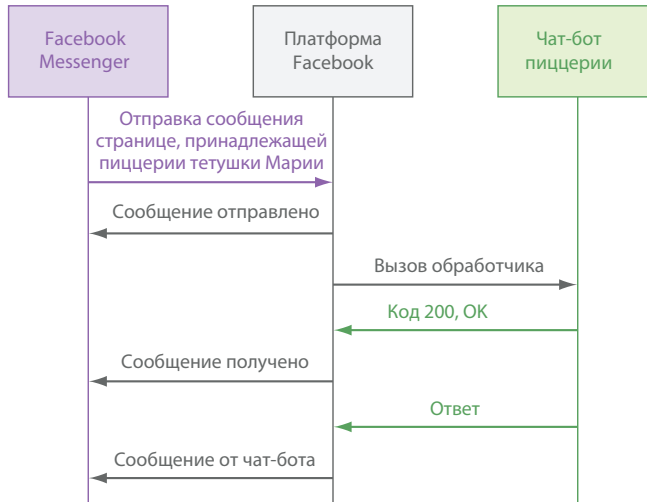 Facebook
Messenger
Платформа
Facebook
Чат-бот
пиццерии
Отправка сообщения
странице, принадлежащей
пиццерии тетушки Марии
Сообщение отправлено
Вызов обработчика
Код 200, OK
Сообщение получено
Ответ
Сообщение от чат-бота